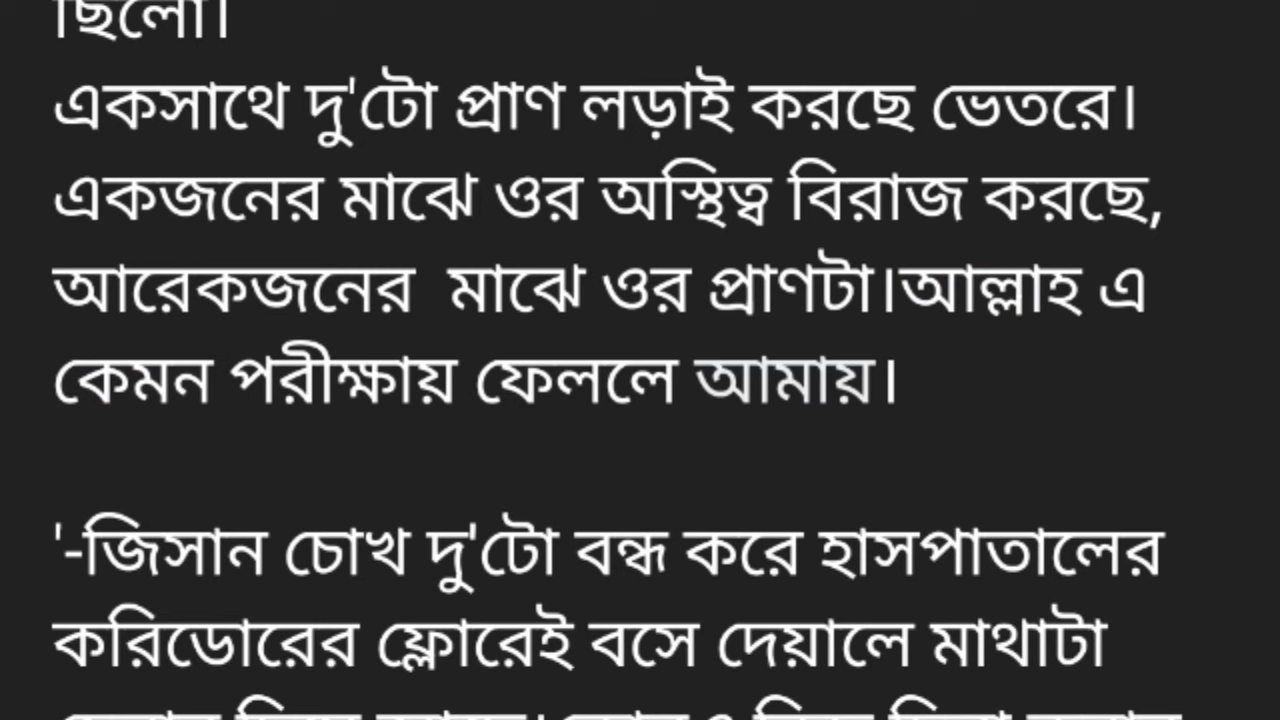 ছিলো।
একসাথে দু'টো প্রাণ লড়াই করছে ভেতরে।
একজনের মাঝে ওর অস্থিত্ব বিরাজ করছে,
আরেকজনের মাঝে ওর প্রাণটা।আল্লাহ এ
কেমন পরীক্ষায় ফেললে আমায়।
'-জিসান চোখ দু'টো বন্ধ করে হাসপাতালের
করিডোরের ফ্লোরেই বসে দেয়ালে মাথাটা